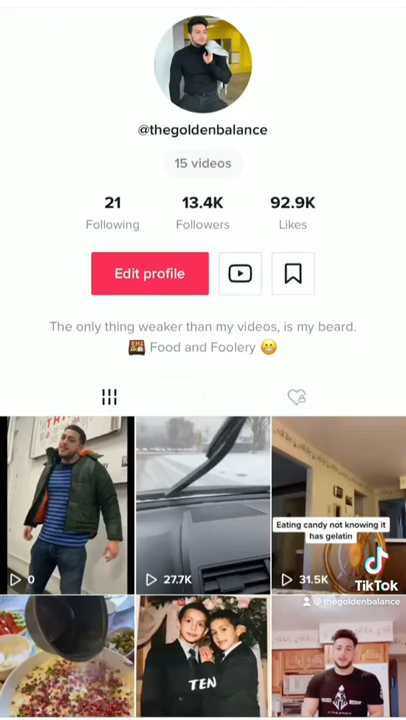 @thegoldenbalance
15 videos
21 13.4K 92.9K
Following Followers Likes
Edit profile
The only thing weaker than my videos, is my beard.
🍱 Food and Foolery 😬
Eating candy not knowing it
has gelatin
0 27.7K 31.5K
TikTok
@thegoldenbalance
TEN